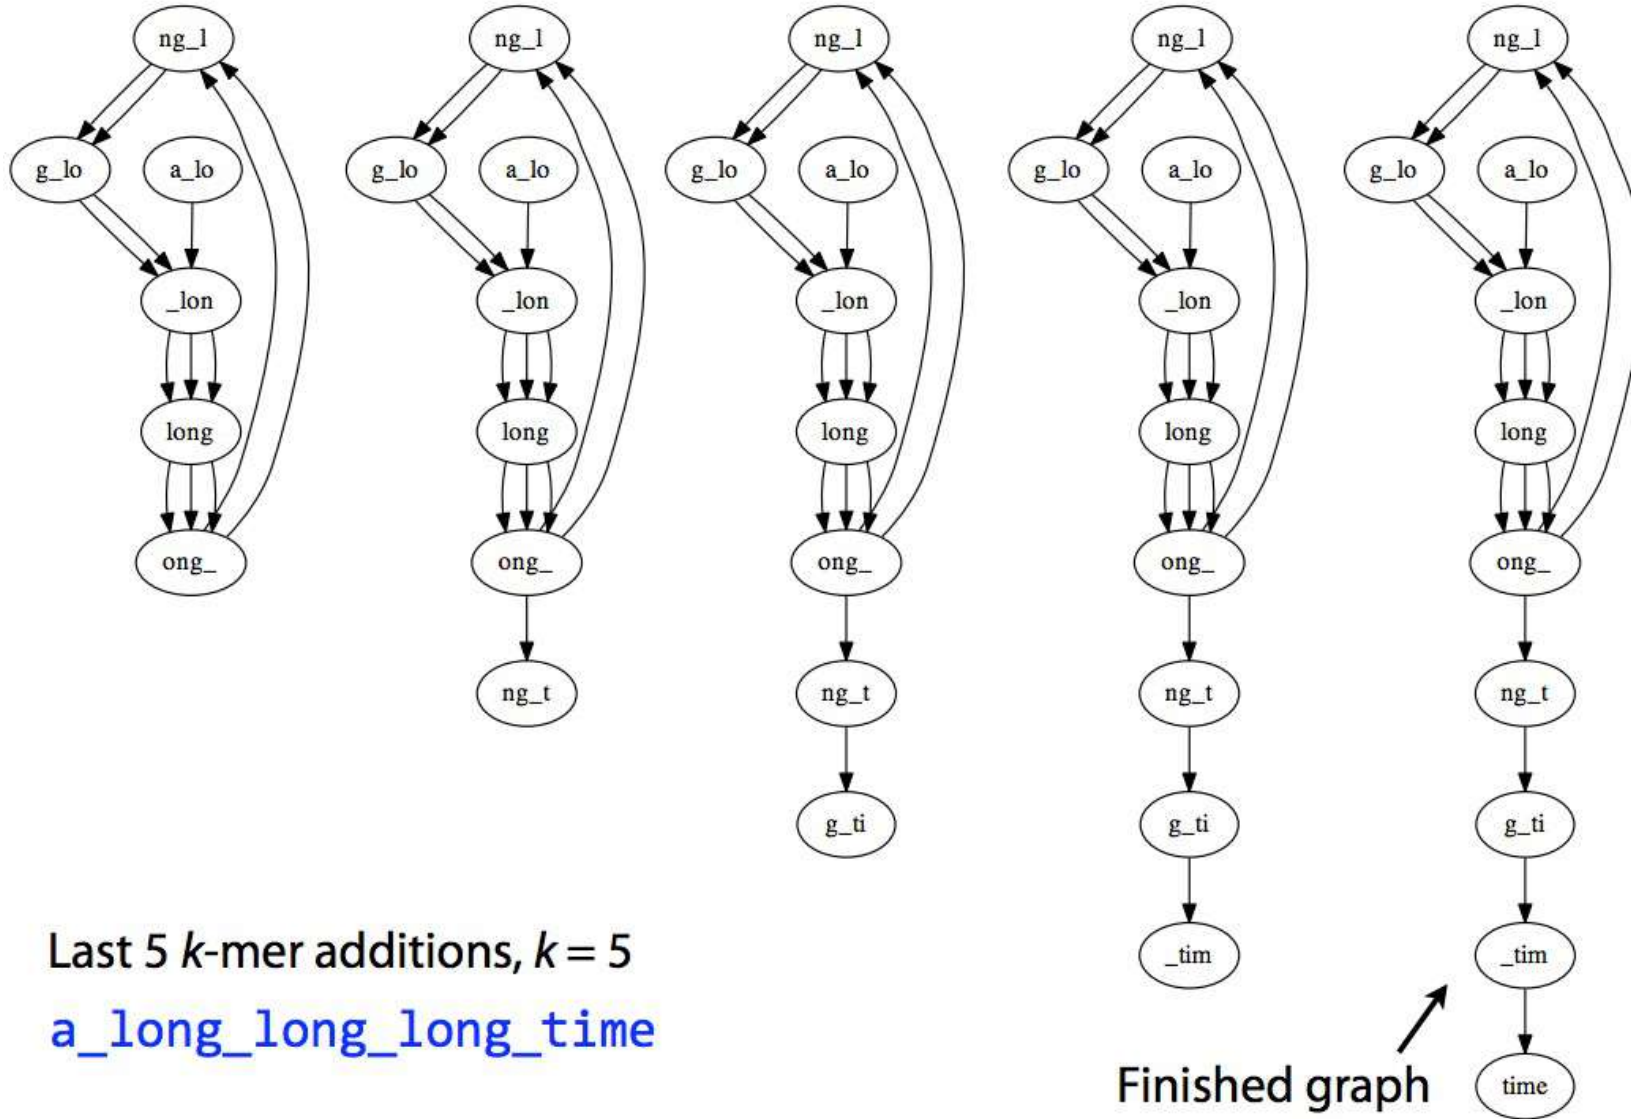 ng_l
g_lo
a_lo
_lon
long
ong_
ng_l
g_lo
a_lo
_lon
long
ong_
ng_t
ng_l
g_lo
a_lo
_lon
long
ong_
ng_t
g_ti
ng_l
g_lo
a_lo
_lon
long
ong_
ng_t
g_ti
_tim
ng_l
g_lo
a_lo
_lon
long
ong_
ng_t
g_ti
_tim
time
Last 5 k-mer additions, k = 5
a_long_long_long_time
Finished graph